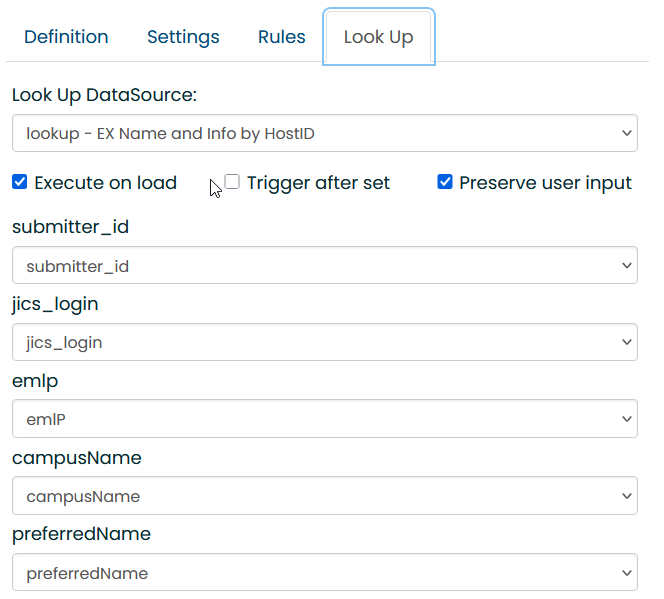 Definition Settings Rules Look Up
Look Up DataSource:
lookup - EX Name and Info by HostID
Execute on load Trigger after set Preserve user input
submitter_id
submitter_id
jics_login
jics_login
emlp
emlP
campusName
campusName
preferredName
preferredName